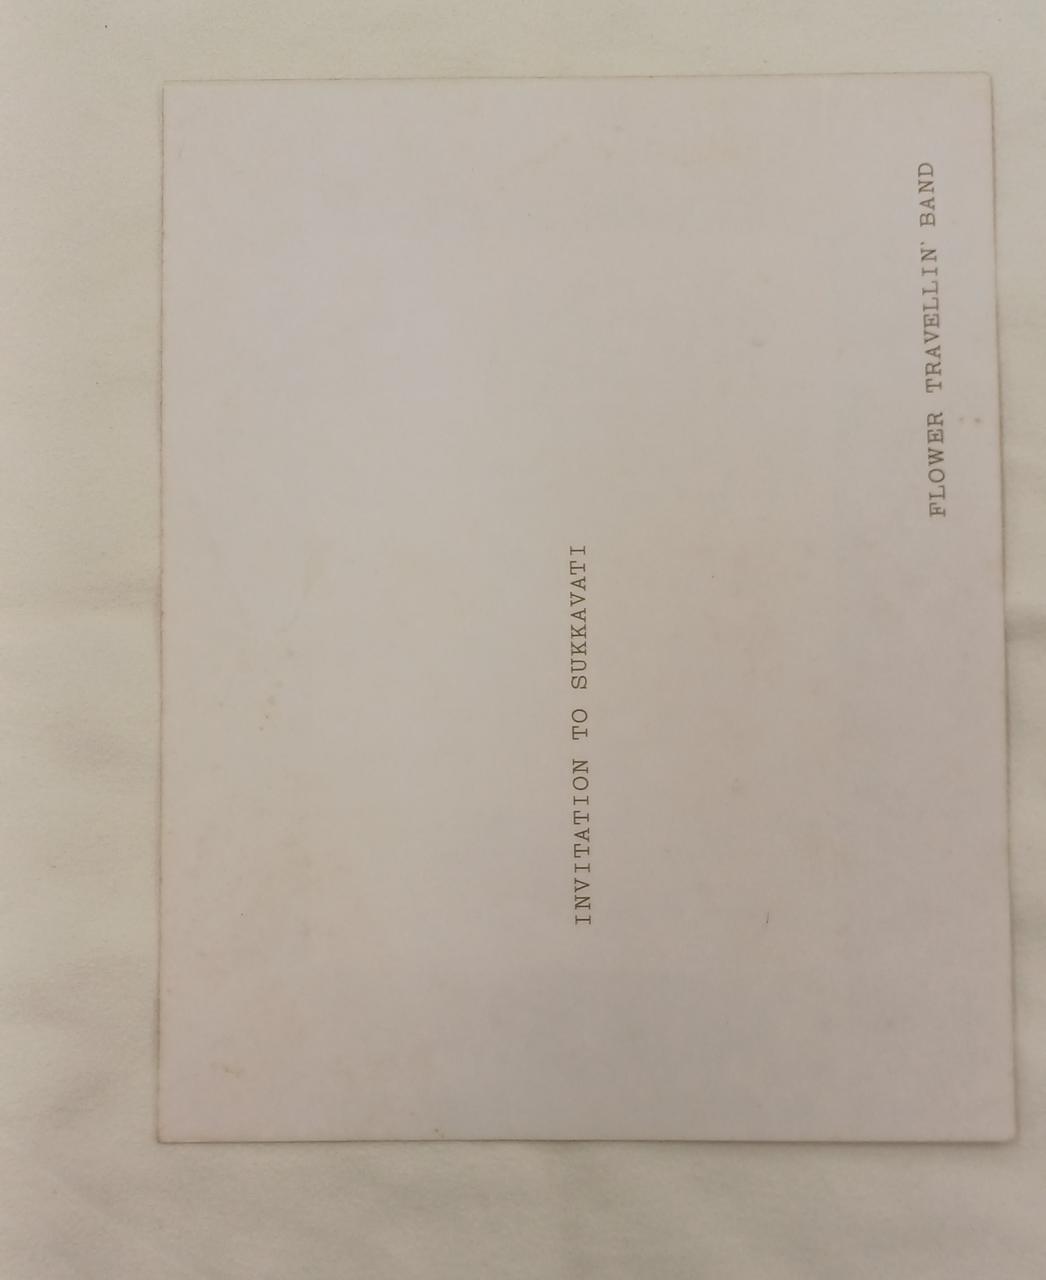 INVITATION TO SUKKAVATI
FLOWER TRAVELLIN' BAND